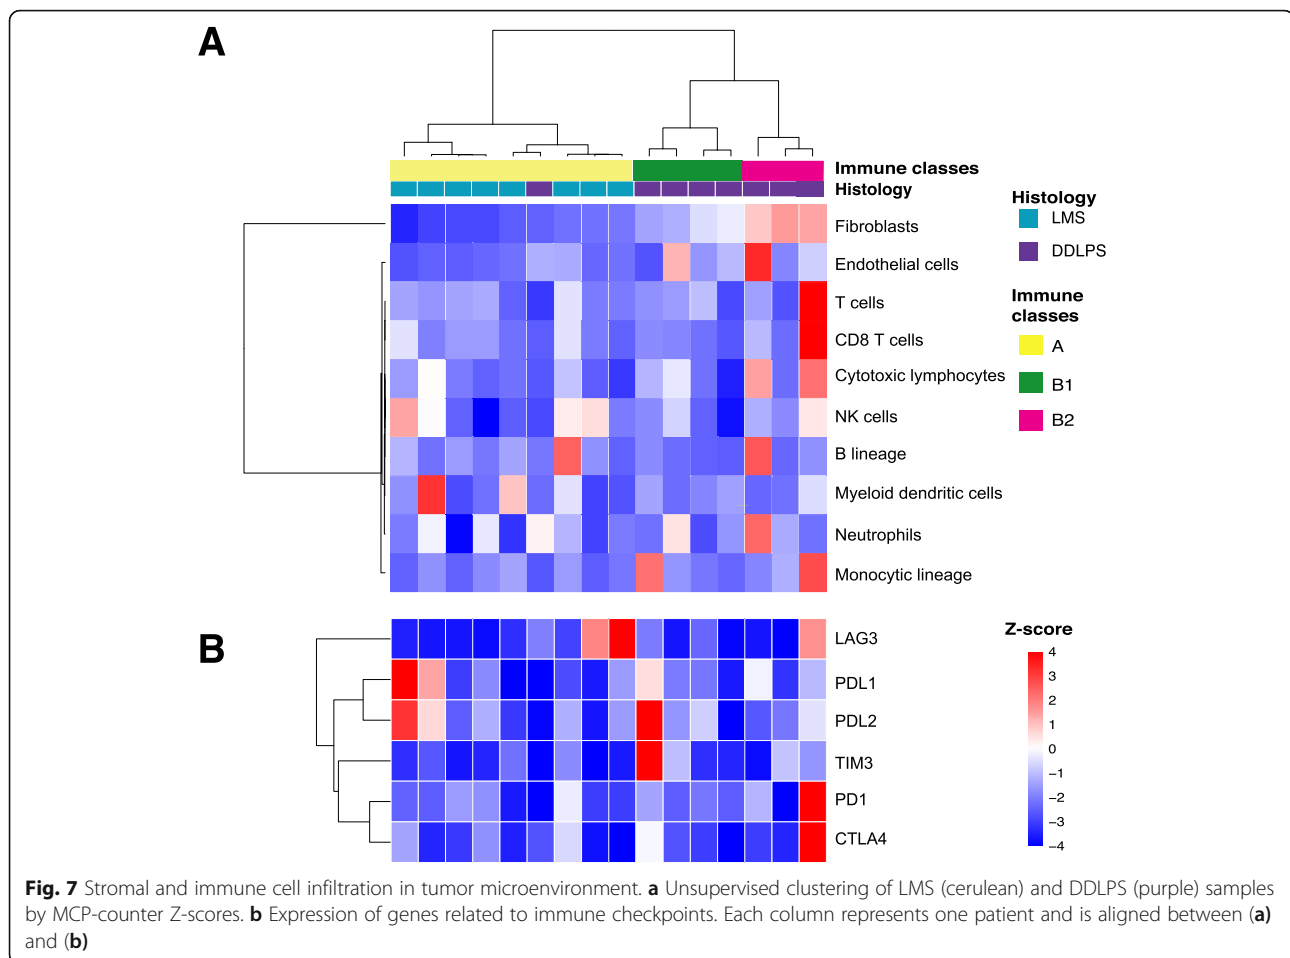 A
Immune classes
Histology
Fibroblasts
Endothelial cells
T cells
CD8 T cells
Cytotoxic lymphocytes
NK cells
B lineage
Myeloid dendritic cells
Neutrophils
Monocytic lineage
Histology
LMS
DDLPS
Immune
classes
A
B1
B2
B
LAG3
PDL1
PDL2
TIM3
PD1
CTLA4
Z-score
4
3
2
1
0
−1
−2
−3
−4
Fig. 7 Stromal and immune cell infiltration in tumor microenvironment. a Unsupervised clustering of LMS (cerulean) and DDLPS (purple) samples
by MCP-counter Z-scores. b Expression of genes related to immune checkpoints. Each column represents one patient and is aligned between (a)
and (b)